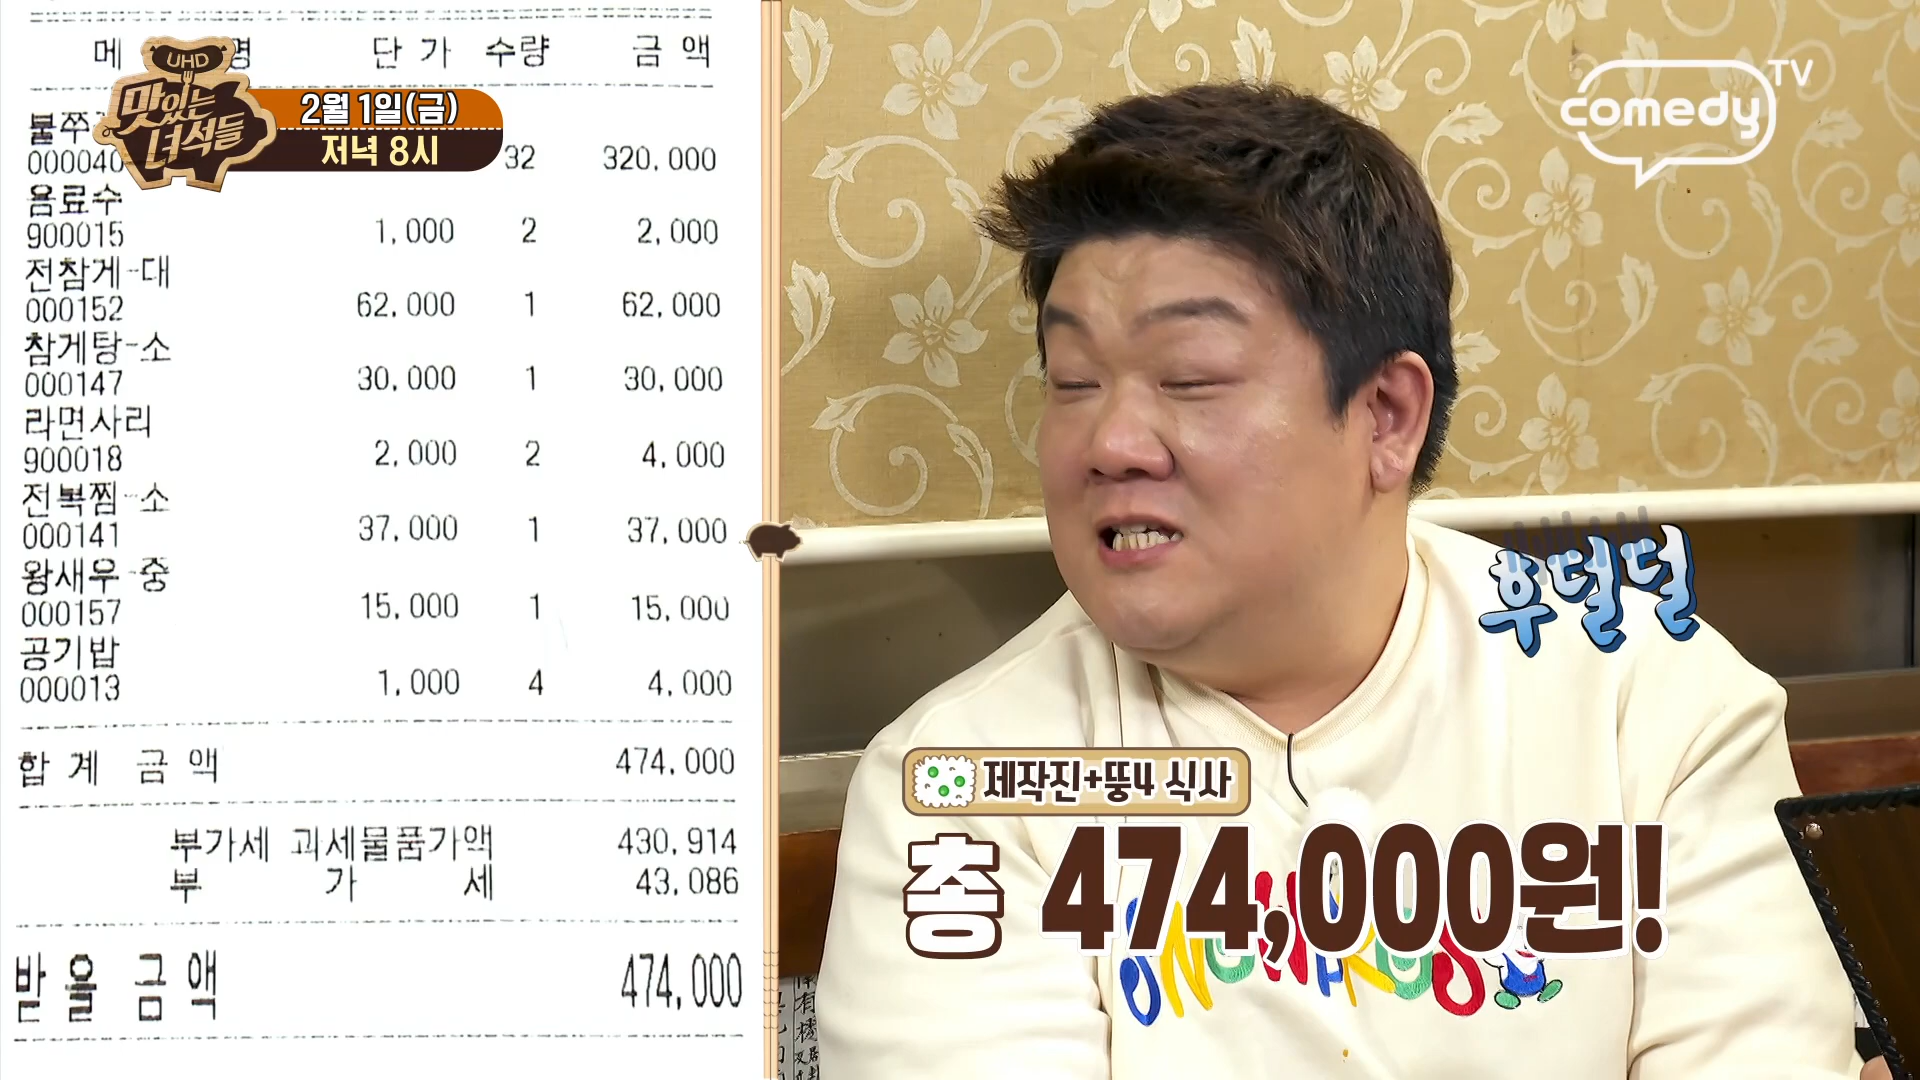 메 명 단가 수량 금액
불쭈
000040 32 320,000
음료수
900015 1,000 2 2,000
전참게-대
000152 62,000 1 62,000
참게탕-소
000147 30,000 1 30,000
라면사리
900018 2,000 2 4,000
전복찜-소
000141 37,000 1 37,000
왕새우-중
000157 15,000 1 15,000
공기밥
000013 1,000 4 4,000
합 계 금 액 474,000
부가세 과세물품가액 430,914
부 가 세 43,086
받을 금액 474,000
UHD
맛있는
녀석들
2월 1일(금)
저녁 8시
comedy TV
후덜덜
제작진+뚱4 식사
총 474,000원!